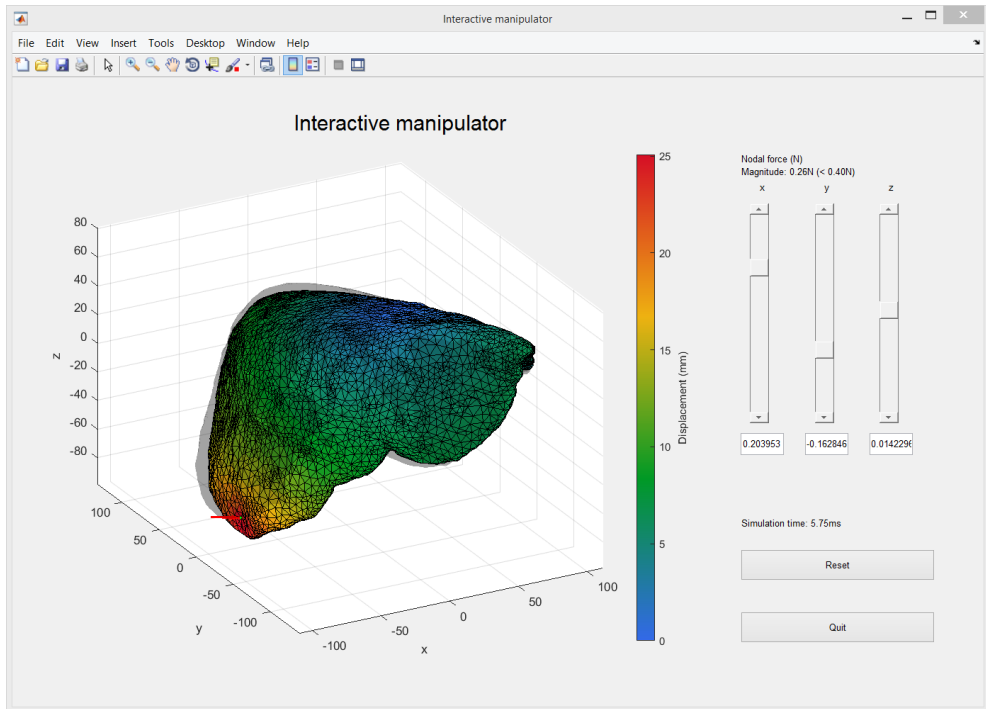 Interactive manipulator
File Edit View Insert Tools Desktop Window Help
Interactive manipulator
80
60
40
20
0
-20
-40
-60
-80
z
100
50
0
-50
-100
y
-100
-50
0
50
100
x
25
20
15
10
5
0
Displacement (mm)
Nodal force (N)
Magnitude: 0.26N (< 0.40N)
x y z
0.203953 -0.162846 0.0142296
Simulation time: 5.75ms
Reset
Quit